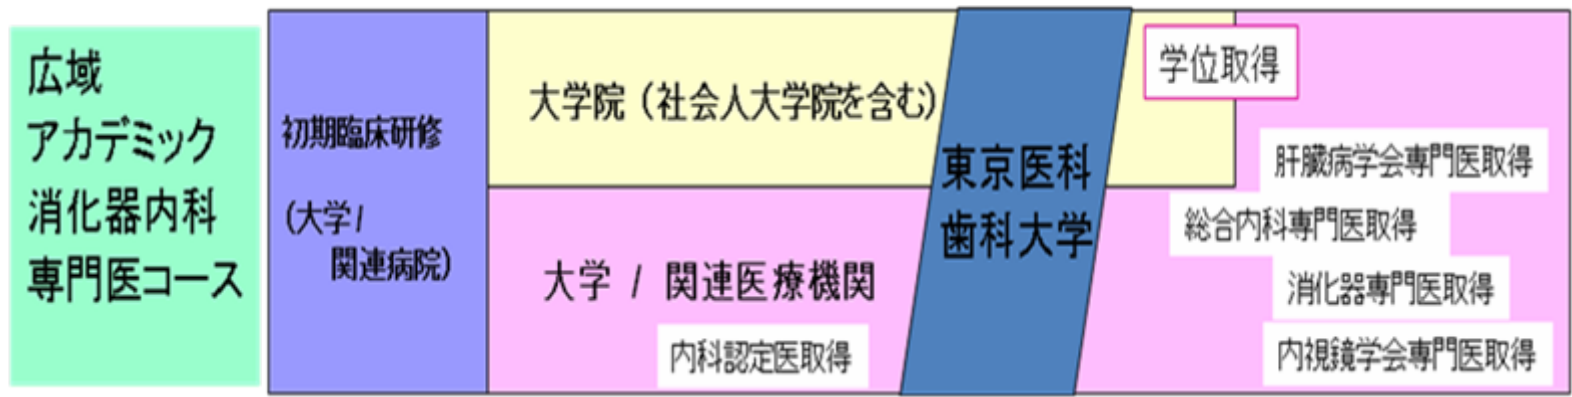 広域
アカデミック
消化器内科
専門医コース
初期臨床研修
(大学/
関連病院)
大学院(社会人大学院を含む)
大学 / 関連医療機関
内科認定医取得
東京医科
歯科大学
学位取得
肝臓病学会専門医取得
総合内科専門医取得
消化器専門医取得
内視鏡学会専門医取得